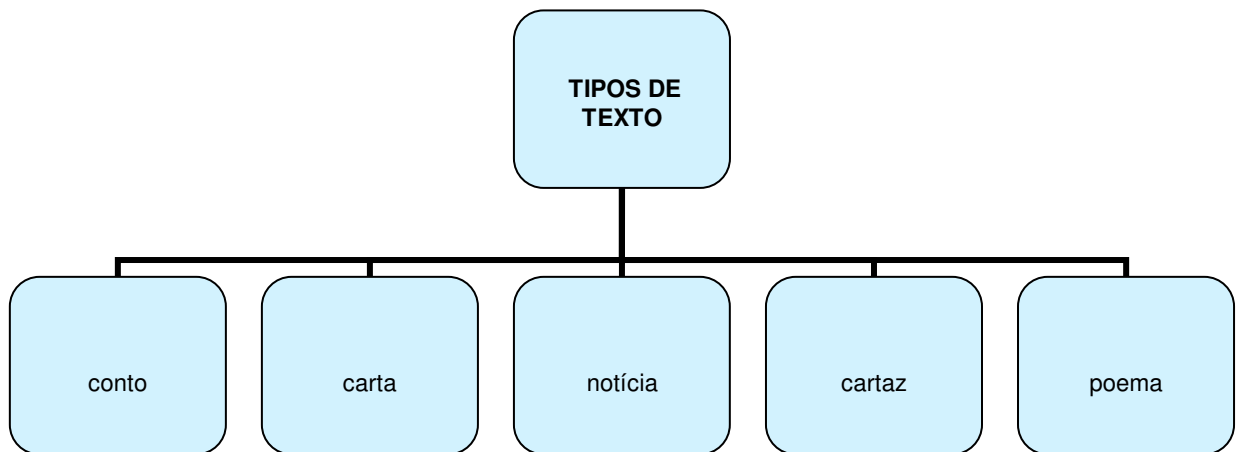 TIPOS DE
TEXTO
conto
carta
notícia
cartaz
poema